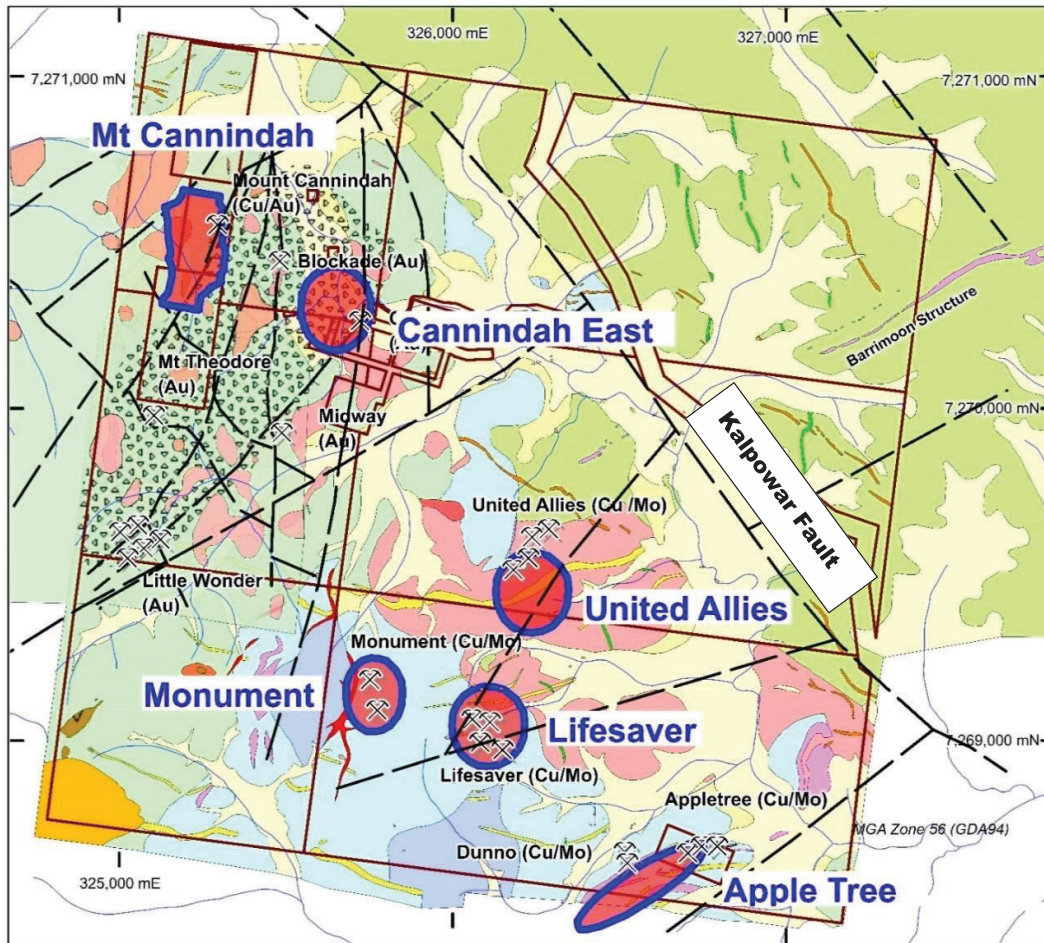 326,000 mE
327,000 mE
7,271,000 mN
7,271,000 mN
Mt Cannindah
Mount Cannindah
(Cu/Au)
Blockade (Au)
Cannindah East
Barrimoon Structure
Mt Theodore
(Au)
Midway
(Au)
7,270,000 mN
Kalpowar Fault
United Allies (Cu/Mo)
Little Wonder
(Au)
United Allies
Monument (Cu/Mo)
Monument
Lifesaver
7,269,000 mN
Lifesaver (Cu/Mo)
Appletree (Cu/Mo)
MGA Zone 56 (GDA94)
Dunno (Cu/Mo)
325,000 mE
Apple Tree